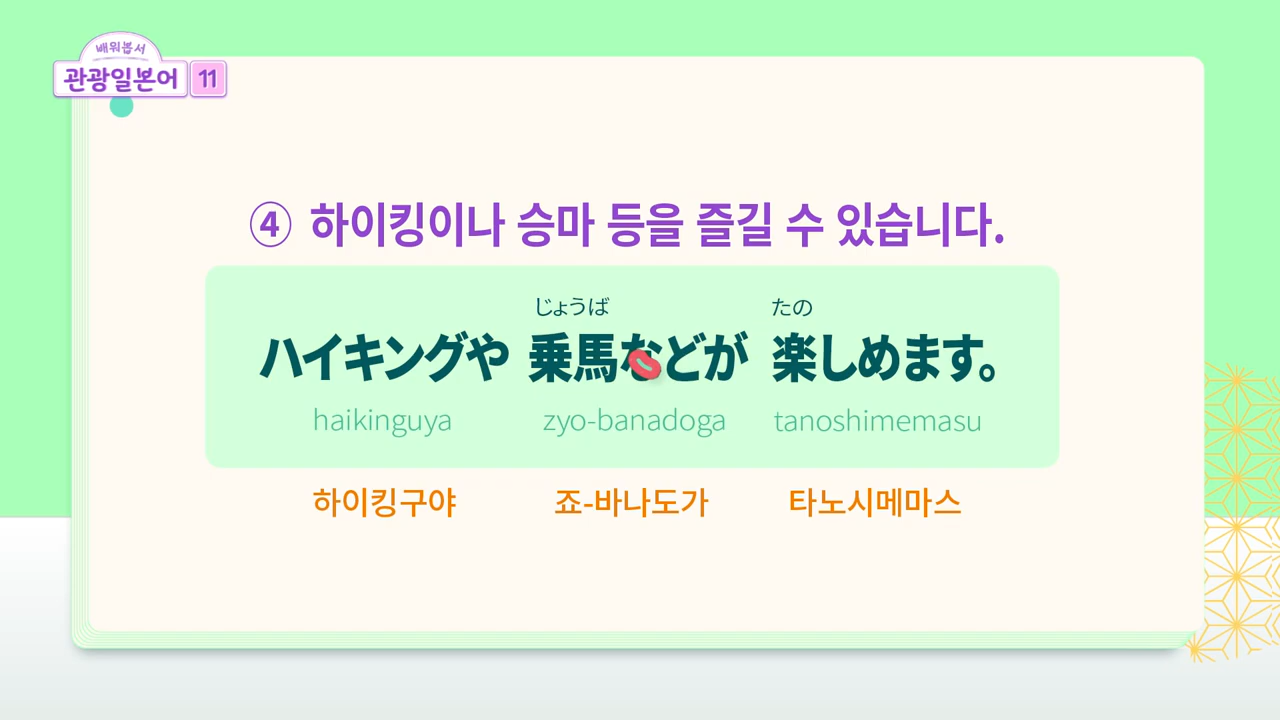 배워봅서
관광일본어 11
④ 하이킹이나 승마 등을 즐길 수 있습니다.
じょうば たの
ハイキングや 乗馬などが 楽しめます。
haikinguya zyo-banadoga tanoshimemasu
하이킹구야 죠-바나도가 타노시메마스